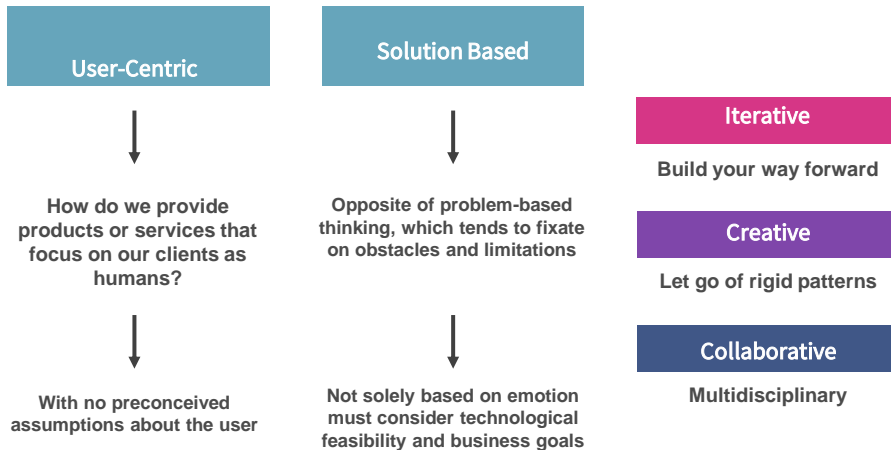 User-Centric
How do we provide
products or services that
focus on our clients as
humans?
With no preconceived
assumptions about the user
Solution Based
Opposite of problem-based
thinking, which tends to fixate
on obstacles and limitations
Not solely based on emotion
must consider technological
feasibility and business goals
Iterative
Build your way forward
Creative
Let go of rigid patterns
Collaborative
Multidisciplinary